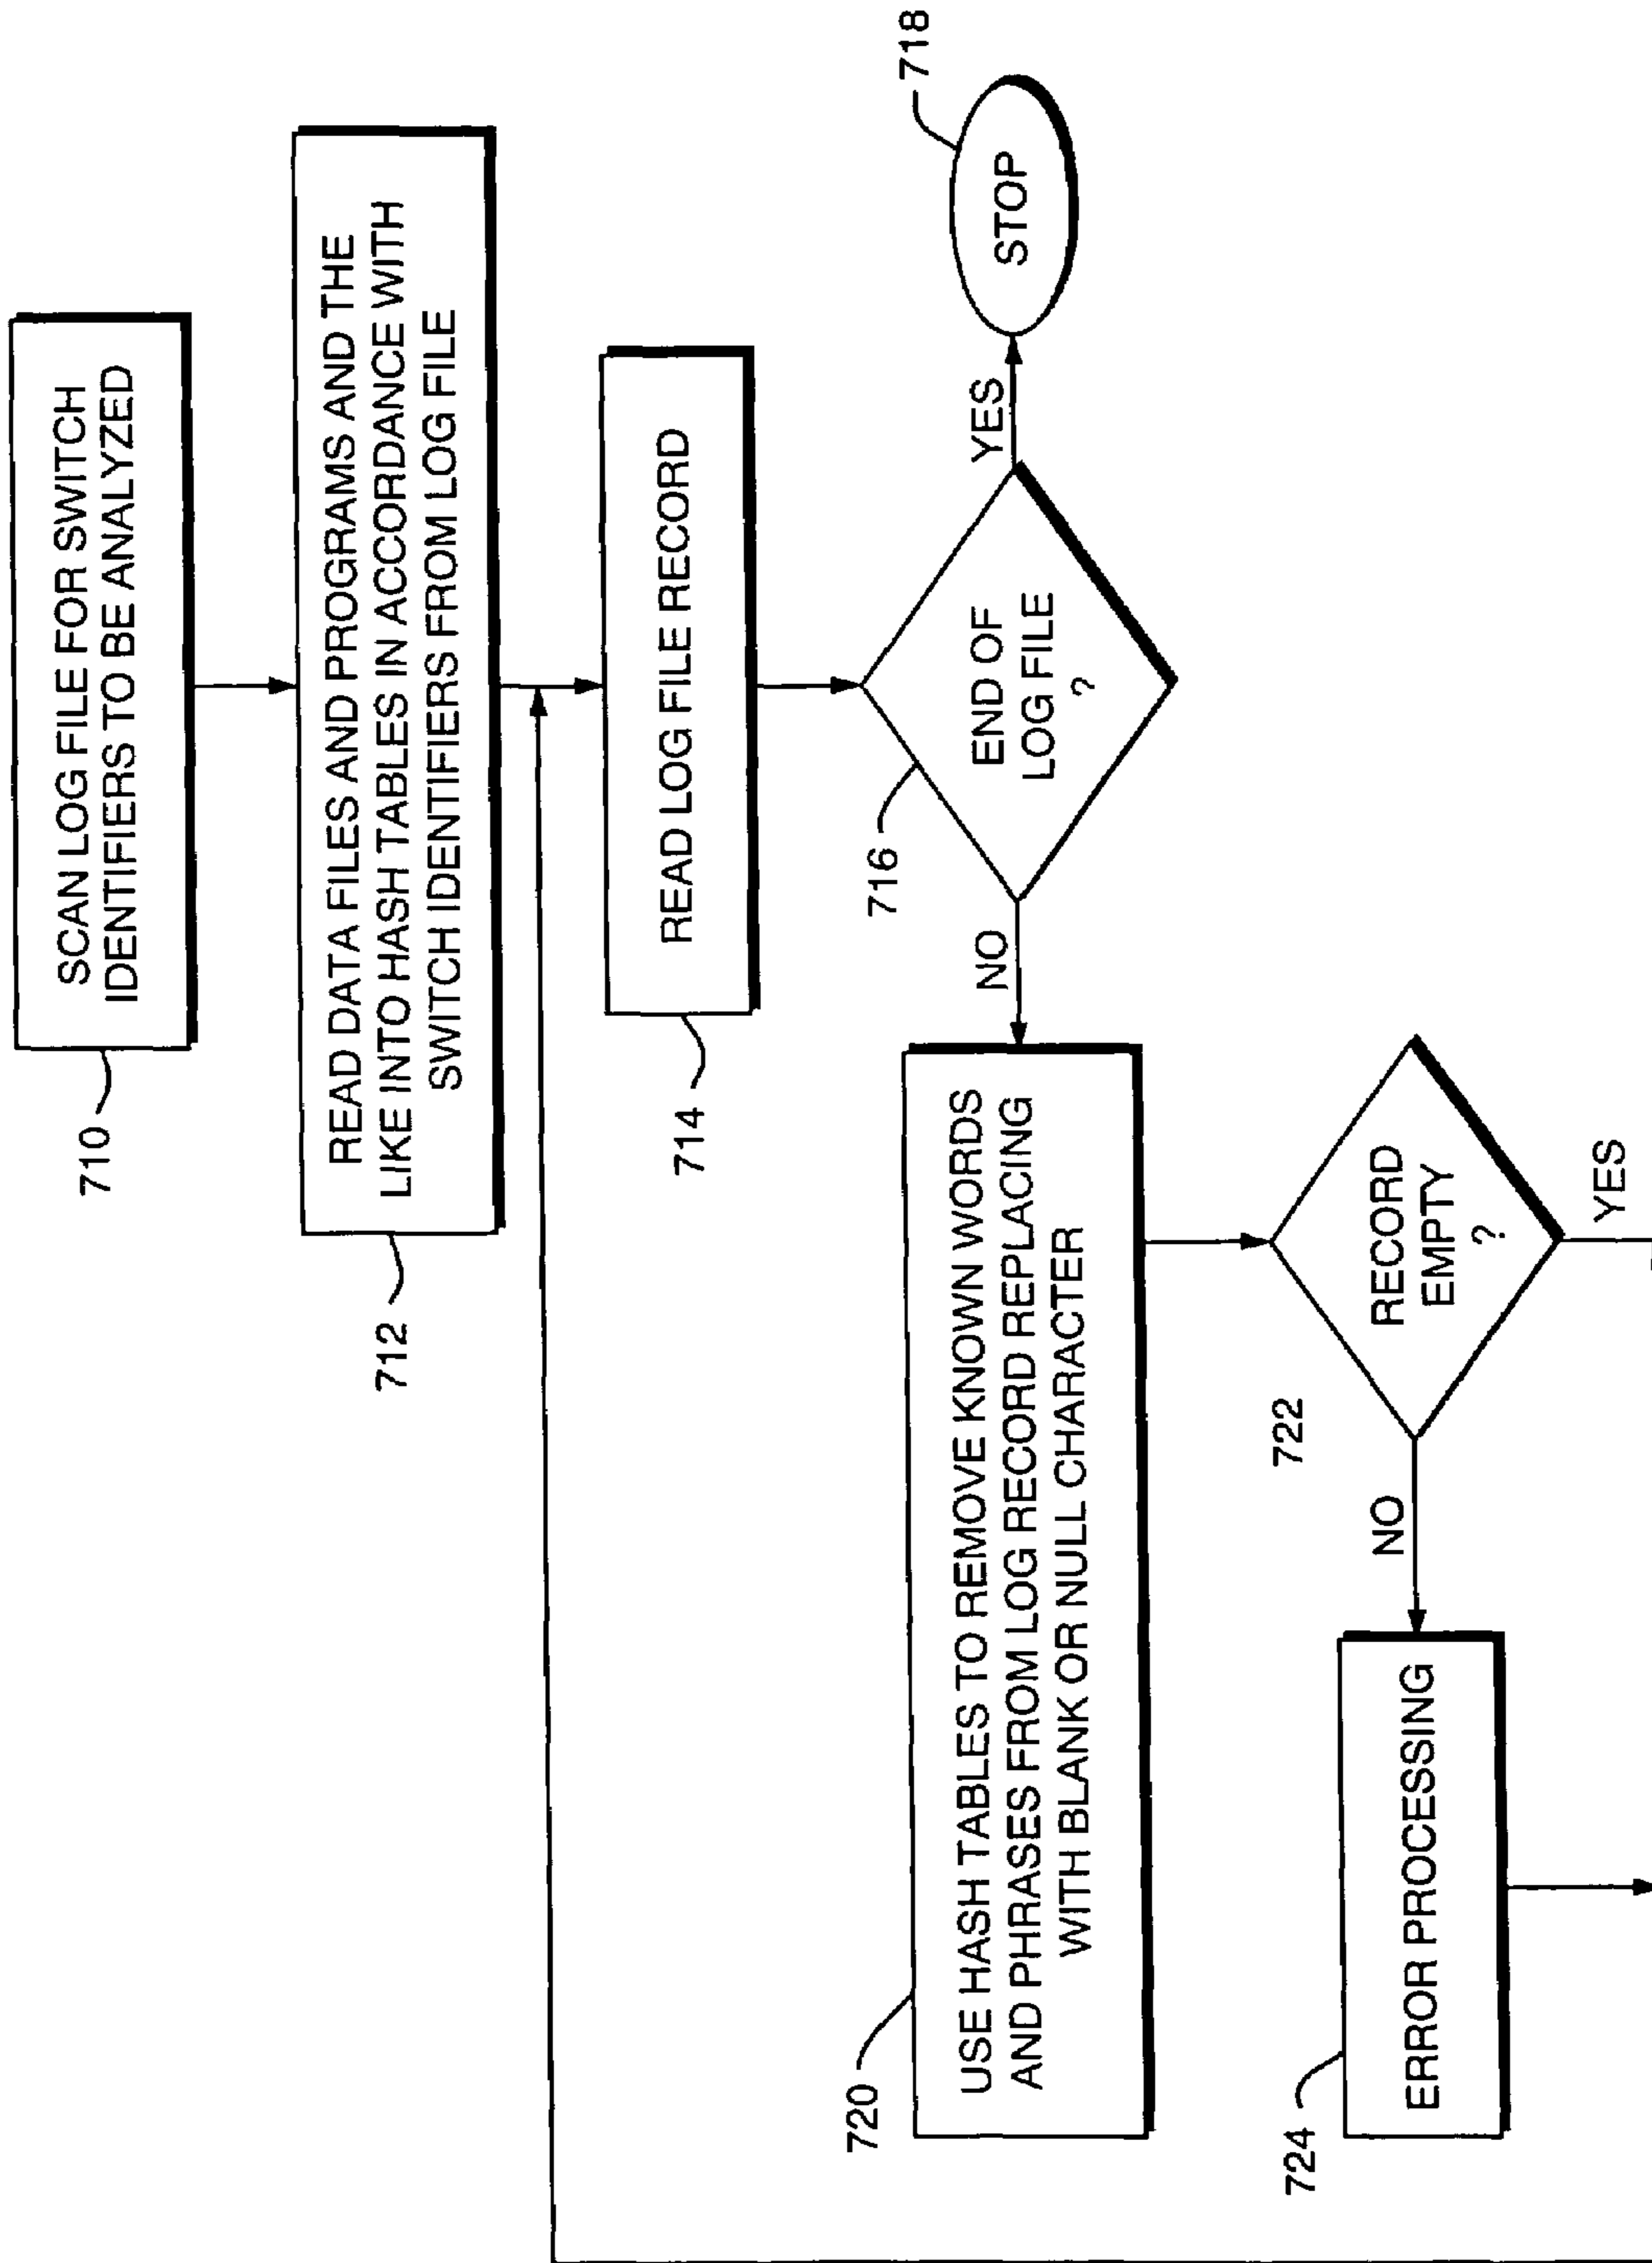 710
SCAN LOG FILE FOR SWITCH
IDENTIFIERS TO BE ANALYZED
712
READ DATA FILES AND PROGRAMS AND THE
LIKE INTO HASH TABLES IN ACCORDANCE WITH
SWITCH IDENTIFIERS FROM LOG FILE
714
READ LOG FILE RECORD
716
END OF
LOG FILE
?
YES
STOP
718
NO
720
USE HASH TABLES TO REMOVE KNOWN WORDS
AND PHRASES FROM LOG RECORD REPLACING
WITH BLANK OR NULL CHARACTER
722
RECORD
EMPTY
?
NO
YES
724
ERROR PROCESSING